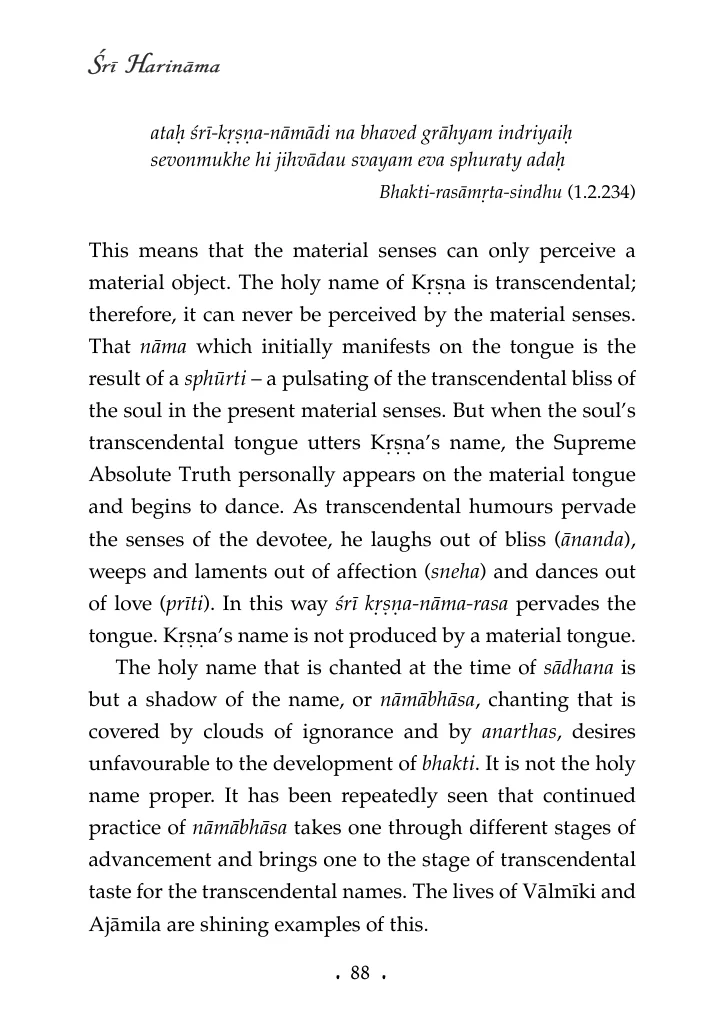 Śrī Harināma
ataḥ śrī-kṛṣṇa-nāmādi na bhaved grāhyam indriyaiḥ
sevonmukhe hi jihvādau svayam eva sphuraty adaḥ
Bhakti-rasāmṛta-sindhu (1.2.234)
This means that the material senses can only perceive a
material object. The holy name of Kṛṣṇa is transcendental;
therefore, it can never be perceived by the material senses.
That nāma which initially manifests on the tongue is the
result of a sphūrti – a pulsating of the transcendental bliss of
the soul in the present material senses. But when the soul’s
transcendental tongue utters Kṛṣṇa’s name, the Supreme
Absolute Truth personally appears on the material tongue
and begins to dance. As transcendental humours pervade
the senses of the devotee, he laughs out of bliss (ānanda),
weeps and laments out of affection (sneha) and dances out
of love (prīti). In this way śrī kṛṣṇa-nāma-rasa pervades the
tongue. Kṛṣṇa’s name is not produced by a material tongue.
The holy name that is chanted at the time of sādhana is
but a shadow of the name, or nāmābhāsa, chanting that is
covered by clouds of ignorance and by anarthas, desires
unfavourable to the development of bhakti. It is not the holy
name proper. It has been repeatedly seen that continued
practice of nāmābhāsa takes one through different stages of
advancement and brings one to the stage of transcendental
taste for the transcendental names. The lives of Vālmīki and
Ajāmila are shining examples of this.
• 88 •